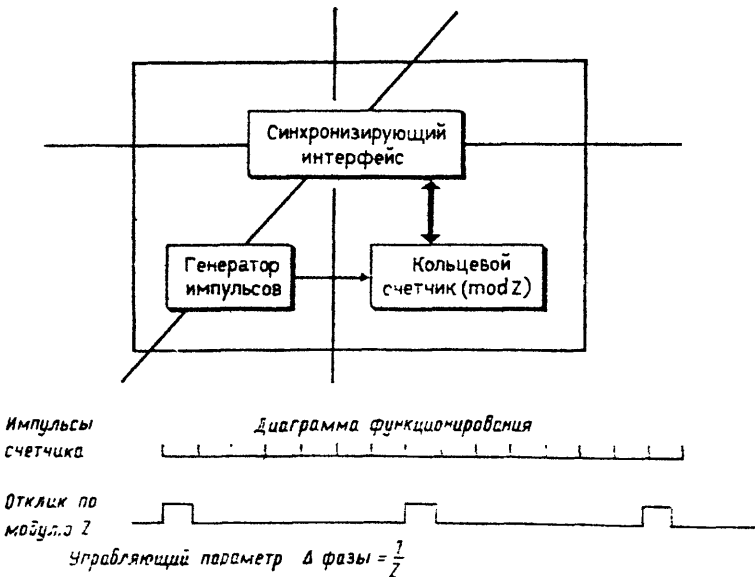 Синхронизирующий
интерфейс
Генератор
импульсов
Кольцевой
счетчик (mod Z)
Импульсы
счетчика
Диаграмма функционирования
Отклик по
модулю Z
Управляющий параметр Δ фазы = 1/Z